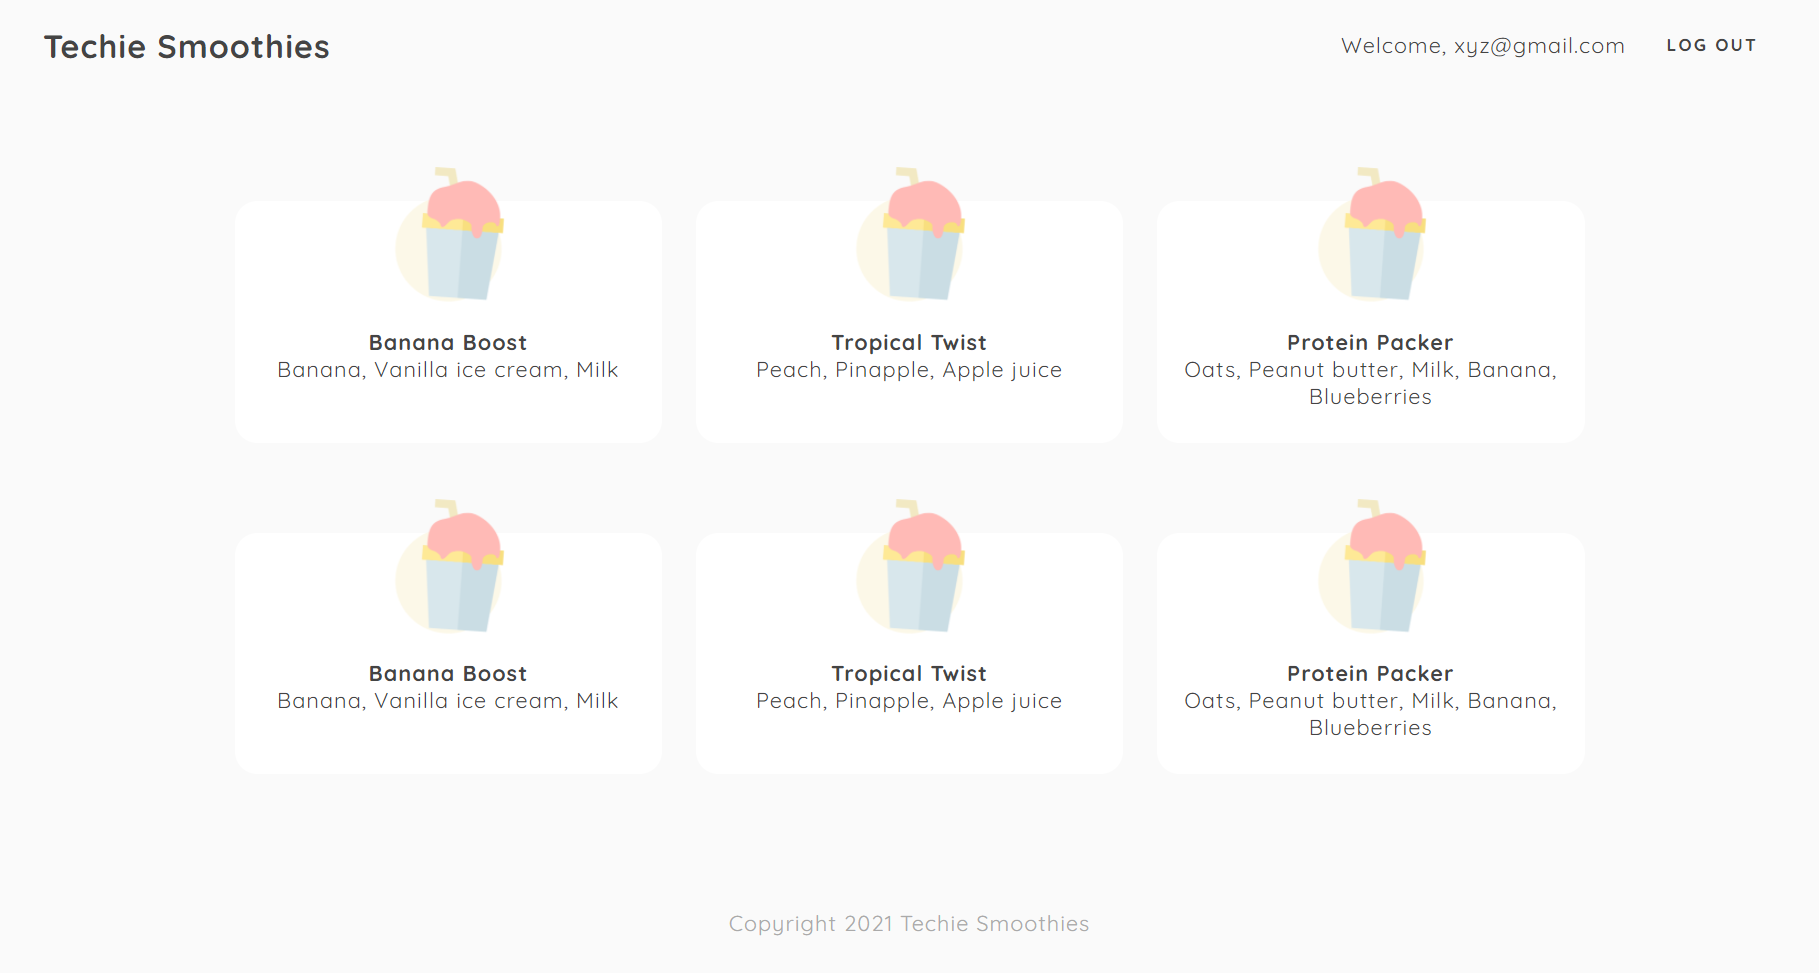 Techie Smoothies
Welcome, xyz@gmail.com
LOG OUT
Banana Boost
Banana, Vanilla ice cream, Milk
Tropical Twist
Peach, Pinapple, Apple juice
Protein Packer
Oats, Peanut butter, Milk, Banana,
Blueberries
Banana Boost
Banana, Vanilla ice cream, Milk
Tropical Twist
Peach, Pinapple, Apple juice
Protein Packer
Oats, Peanut butter, Milk, Banana,
Blueberries
Copyright 2021 Techie Smoothies